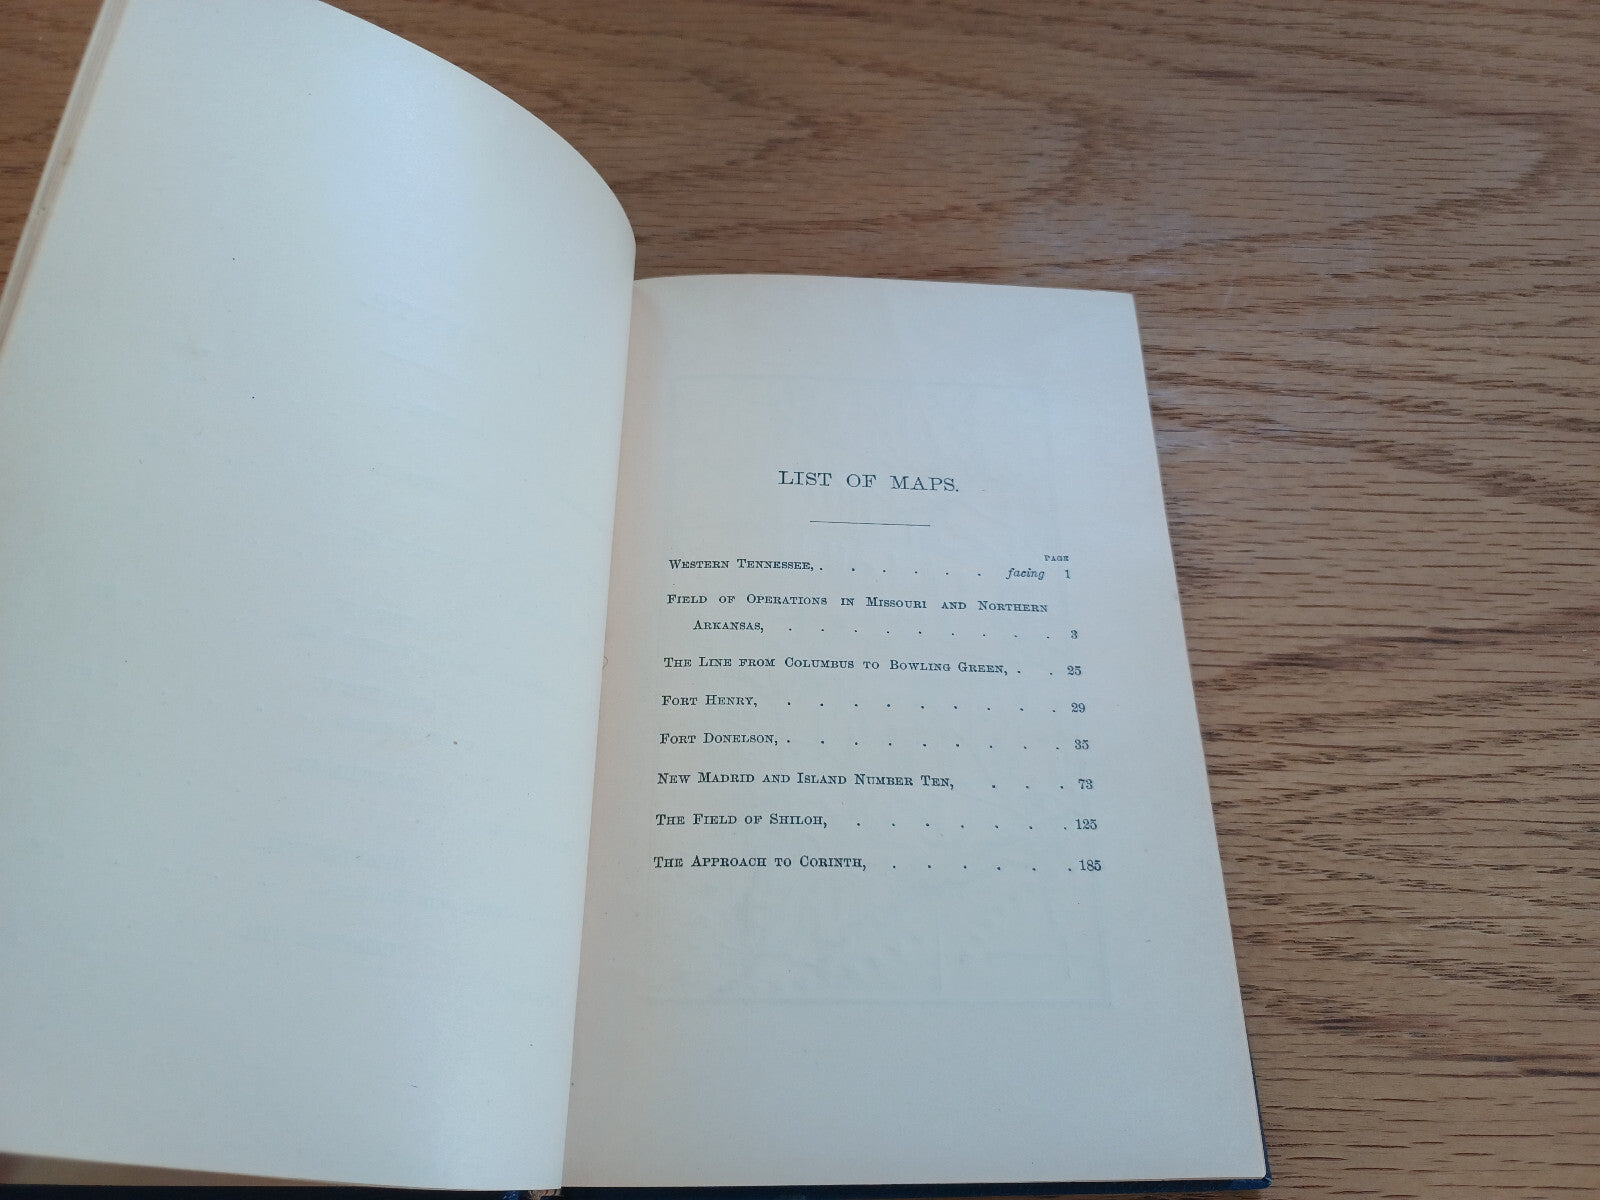 LIST OF MAPS.
PAGE
WESTERN TENNESSEE, . . . . . . facing 1
FIELD OF OPERATIONS IN MISSOURI AND NORTHERN
ARKANSAS, . . . . . . . . . 3
THE LINE FROM COLUMBUS TO BOWLING GREEN, . . 25
FORT HENRY, . . . . . . . . . 29
FORT DONELSON, . . . . . . . . . 35
NEW MADRID AND ISLAND NUMBER TEN, . . . 73
THE FIELD OF SHILOH, . . . . . . . 125
THE APPROACH TO CORINTH, . . . . . . 185